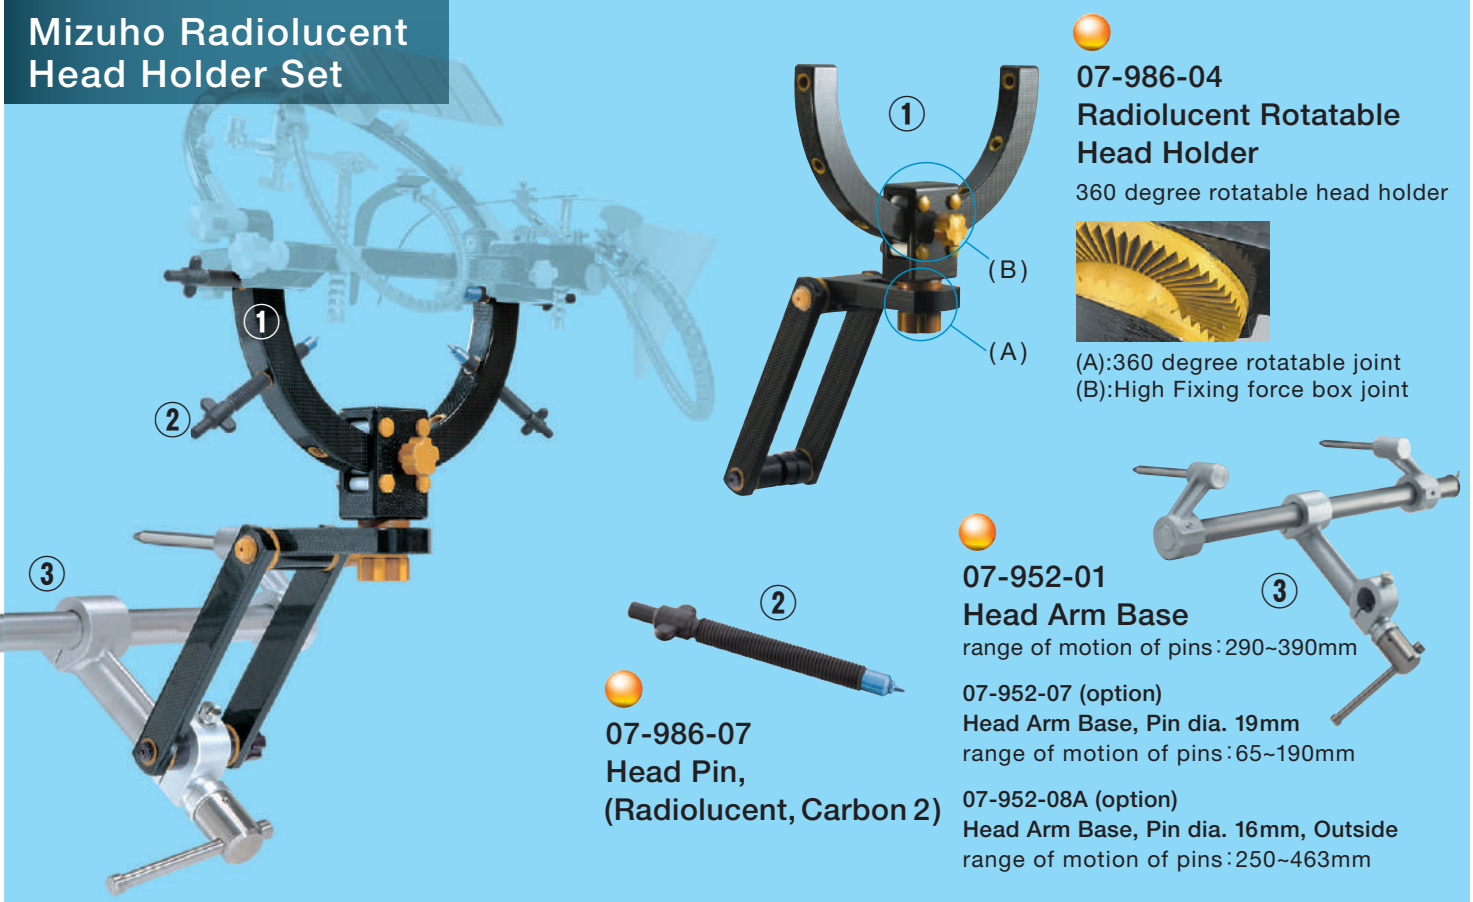 Mizuho Radiolucent
Head Holder Set
①
②
③
①
(B)
(A)
07-986-04
Radiolucent Rotatable
Head Holder
360 degree rotatable head holder
(A):360 degree rotatable joint
(B):High Fixing force box joint
②
07-986-07
Head Pin,
(Radiolucent, Carbon 2)
③
07-952-01
Head Arm Base
range of motion of pins:290~390mm
07-952-07 (option)
Head Arm Base, Pin dia. 19mm
range of motion of pins:65~190mm
07-952-08A (option)
Head Arm Base, Pin dia. 16mm, Outside
range of motion of pins:250~463mm